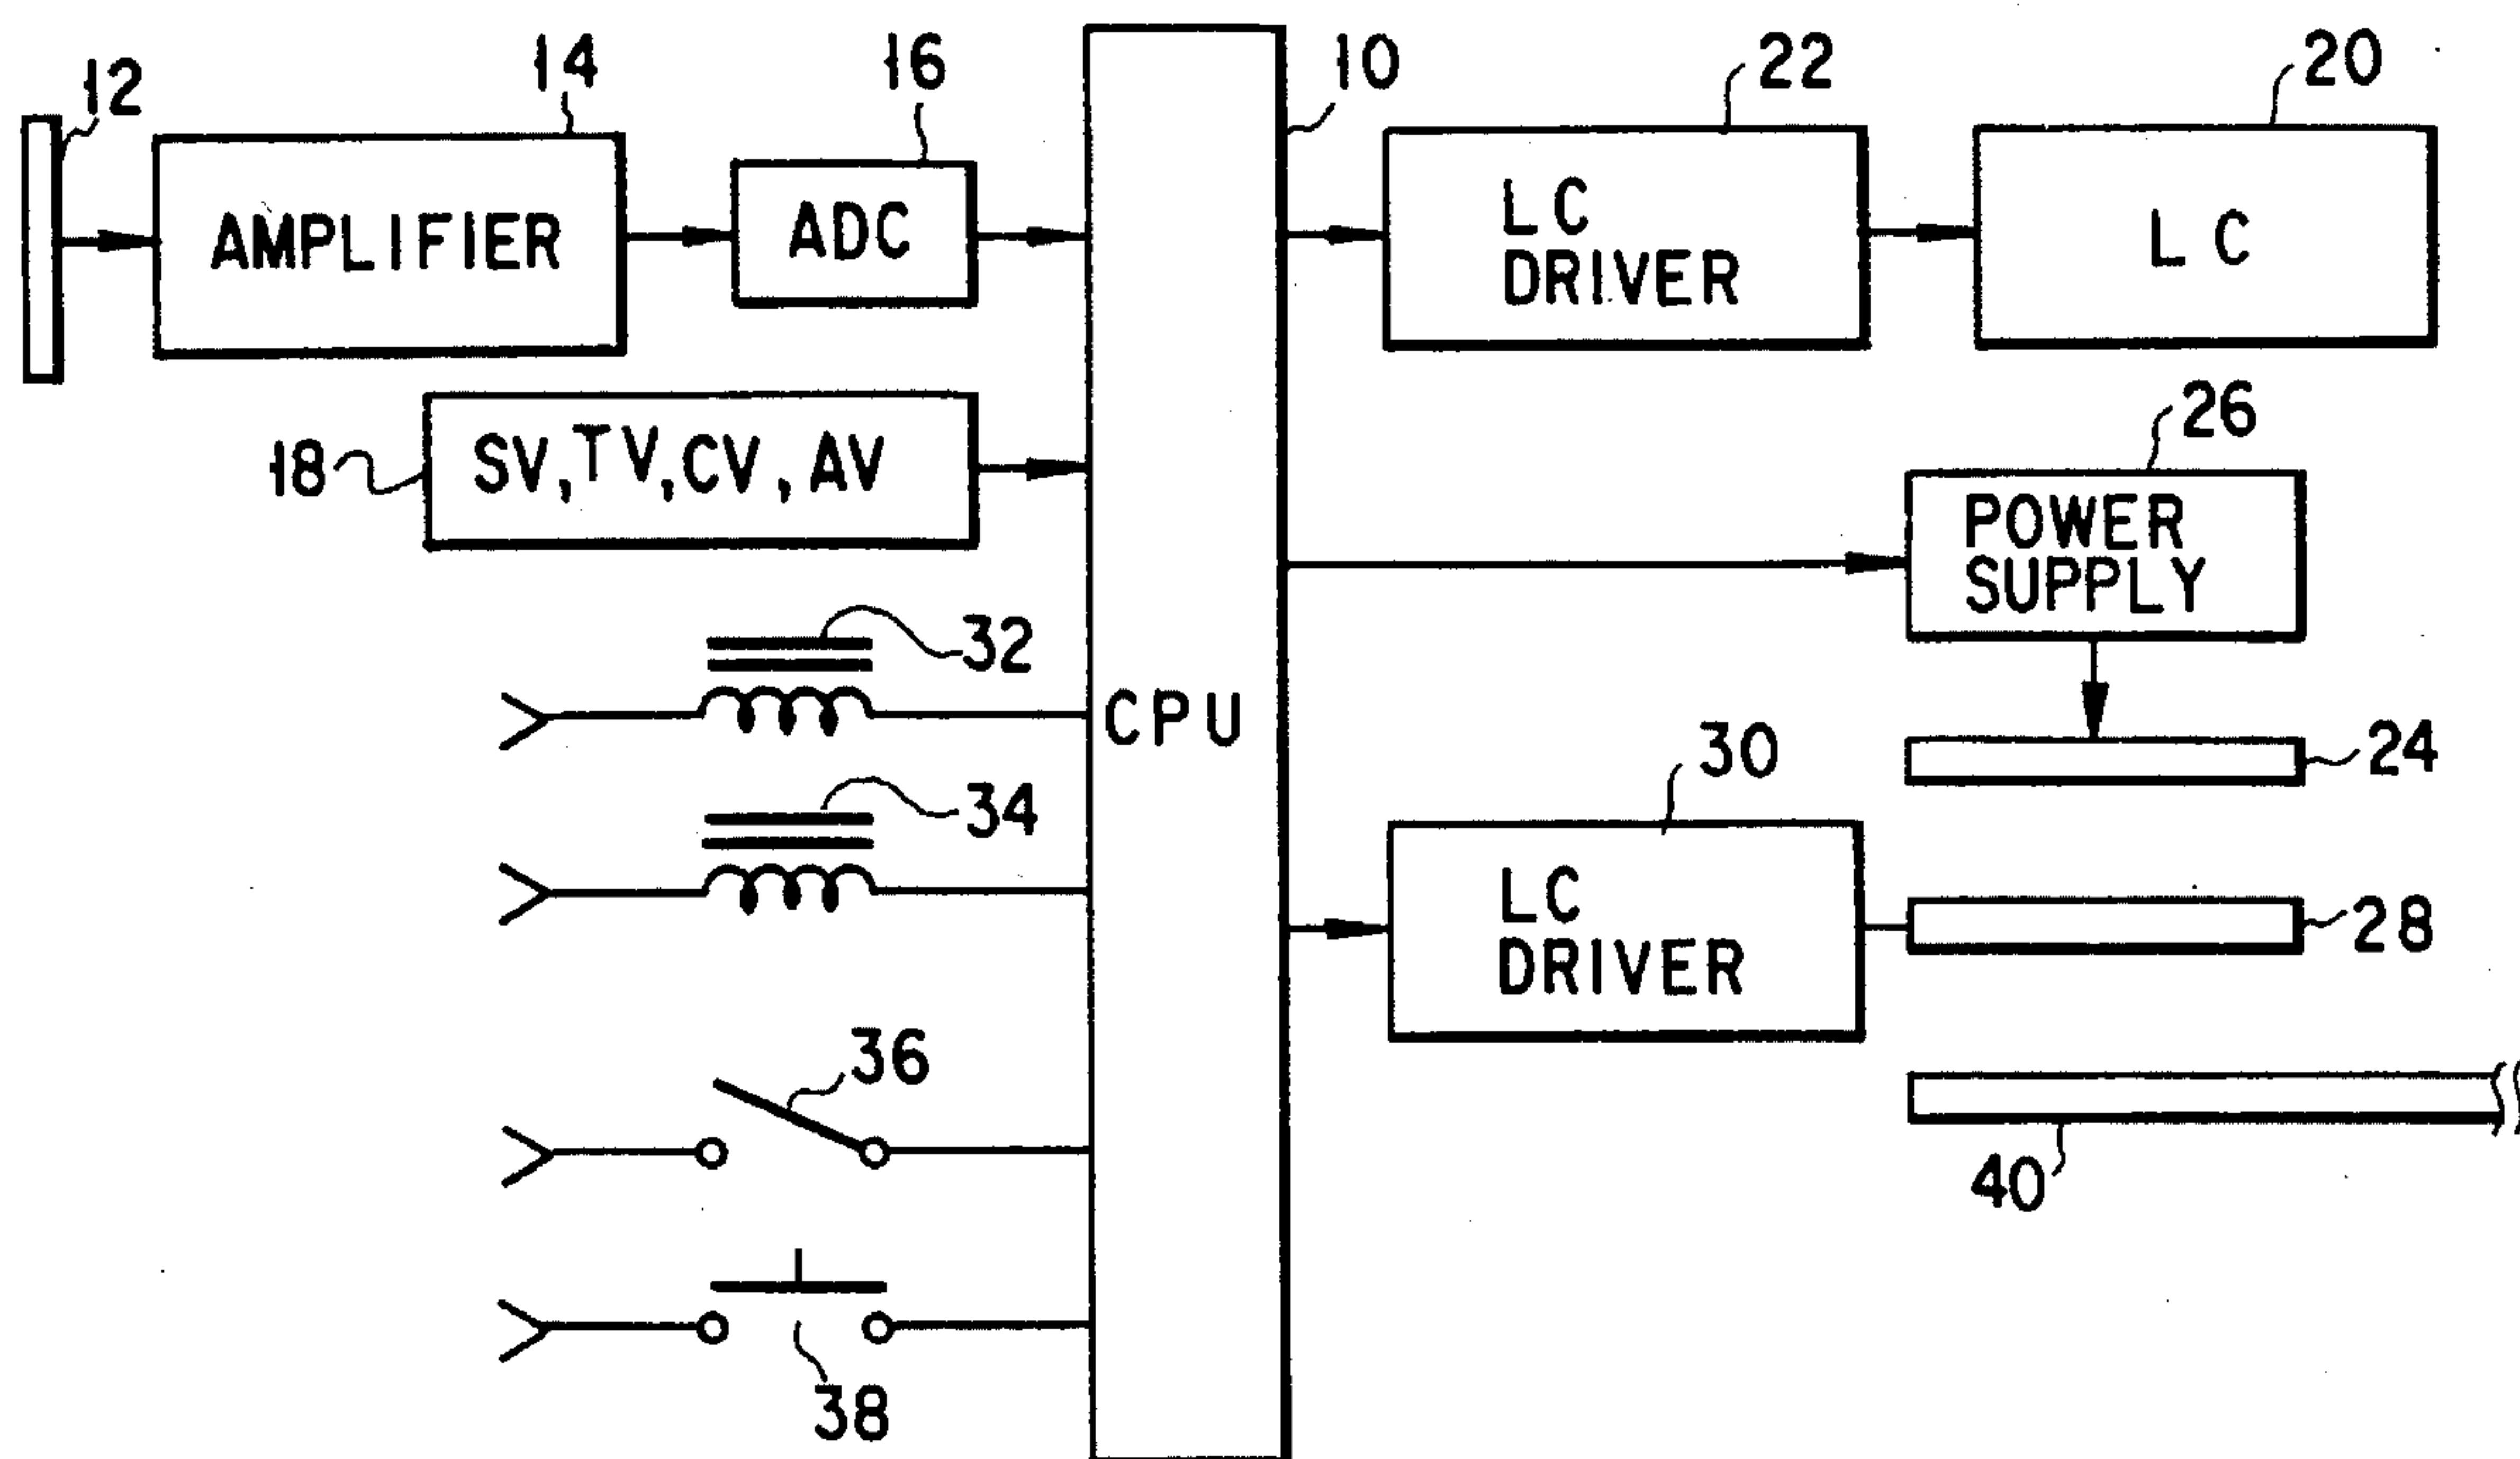 12
14
16
10
22
20
AMPLIFIER
ADC
LC
DRIVER
LC
18
SV, TV, CV, AV
26
POWER
SUPPLY
32
CPU
30
24
34
LC
DRIVER
28
36
40
38